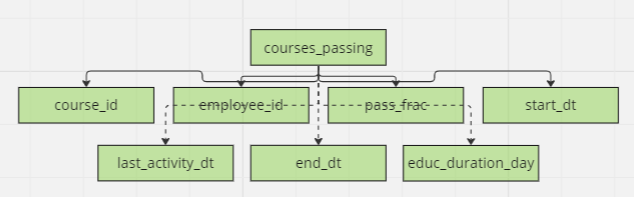 courses_passing
course_id
employee_id
pass_frac
start_dt
last_activity_dt
end_dt
educ_duration_day